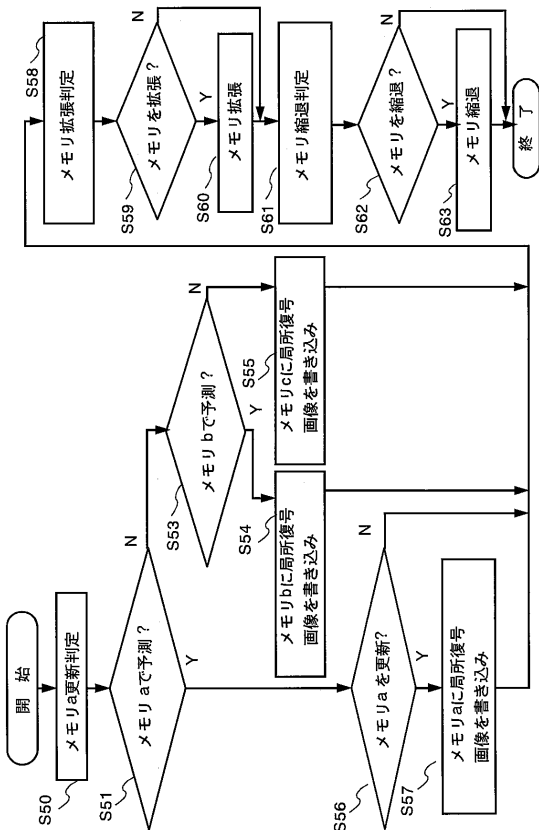 開 始
S50
メモリa更新判定
S51
メモリaで予測？
N
Y
S53
メモリbで予測？
N
Y
S54
メモリbに局所復号
画像を書き込み
S55
メモリcに局所復号
画像を書き込み
S56
メモリaを更新?
N
Y
S57
メモリaに局所復号
画像を書き込み
S58
メモリ拡張判定
S59
メモリを拡張？
N
Y
S60
メモリ拡張
S61
メモリ縮退判定
S62
メモリを縮退？
N
Y
S63
メモリ縮退
終 了